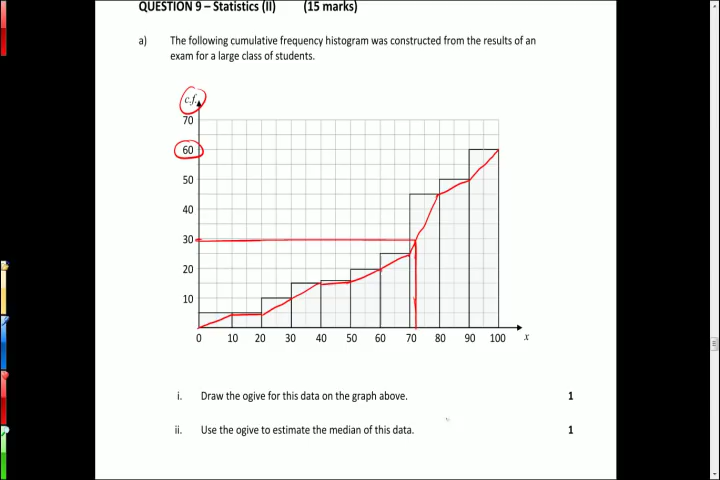 QUESTION 9 – Statistics (II) (15 marks)
a) The following cumulative frequency histogram was constructed from the results of an
exam for a large class of students.
c.f.
70
60
50
40
30
20
10
0 10 20 30 40 50 60 70 80 90 100 x
i. Draw the ogive for this data on the graph above. 1
ii. Use the ogive to estimate the median of this data. 1